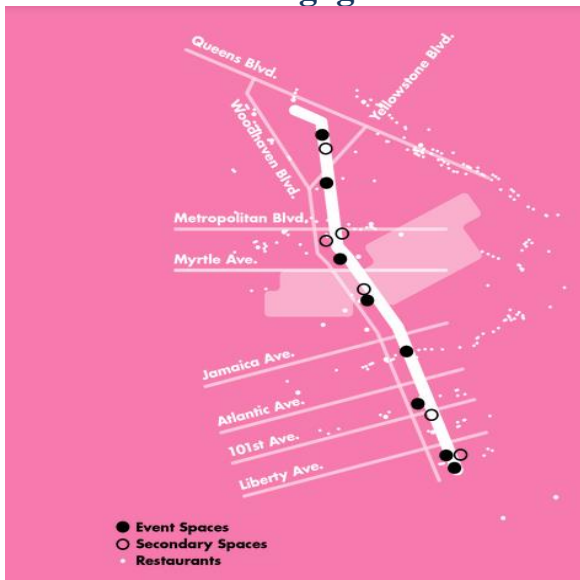 Queens Blvd.
Yellowstone Blvd.
Woodhaven Blvd.
Metropolitan Blvd.
Myrtle Ave.
Jamaica Ave.
Atlantic Ave.
101st Ave.
Liberty Ave.
Event Spaces
Secondary Spaces
Restaurants